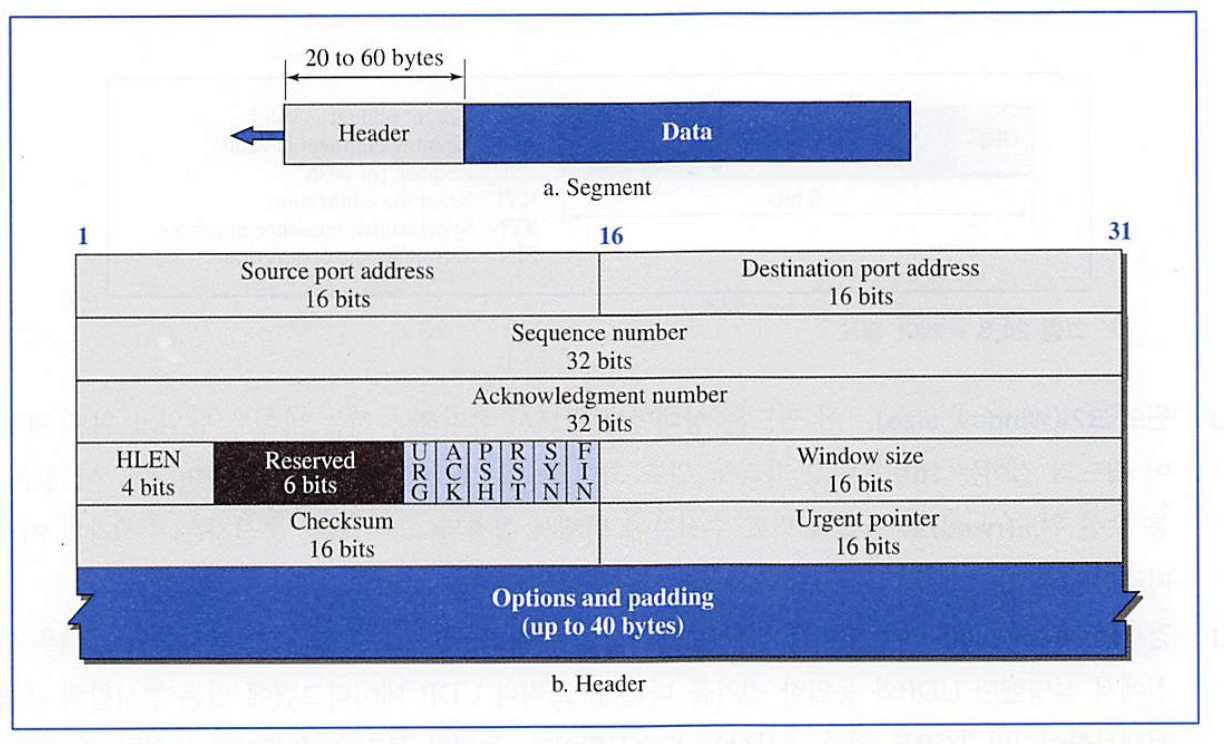 20 to 60 bytes
Header
Data
a. Segment
1
16
31
Source port address
16 bits
Destination port address
16 bits
Sequence number
32 bits
Acknowledgment number
32 bits
HLEN
4 bits
Reserved
6 bits
URG
ACK
PSH
RST
SYN
FIN
Window size
16 bits
Checksum
16 bits
Urgent pointer
16 bits
Options and padding
(up to 40 bytes)
b. Header